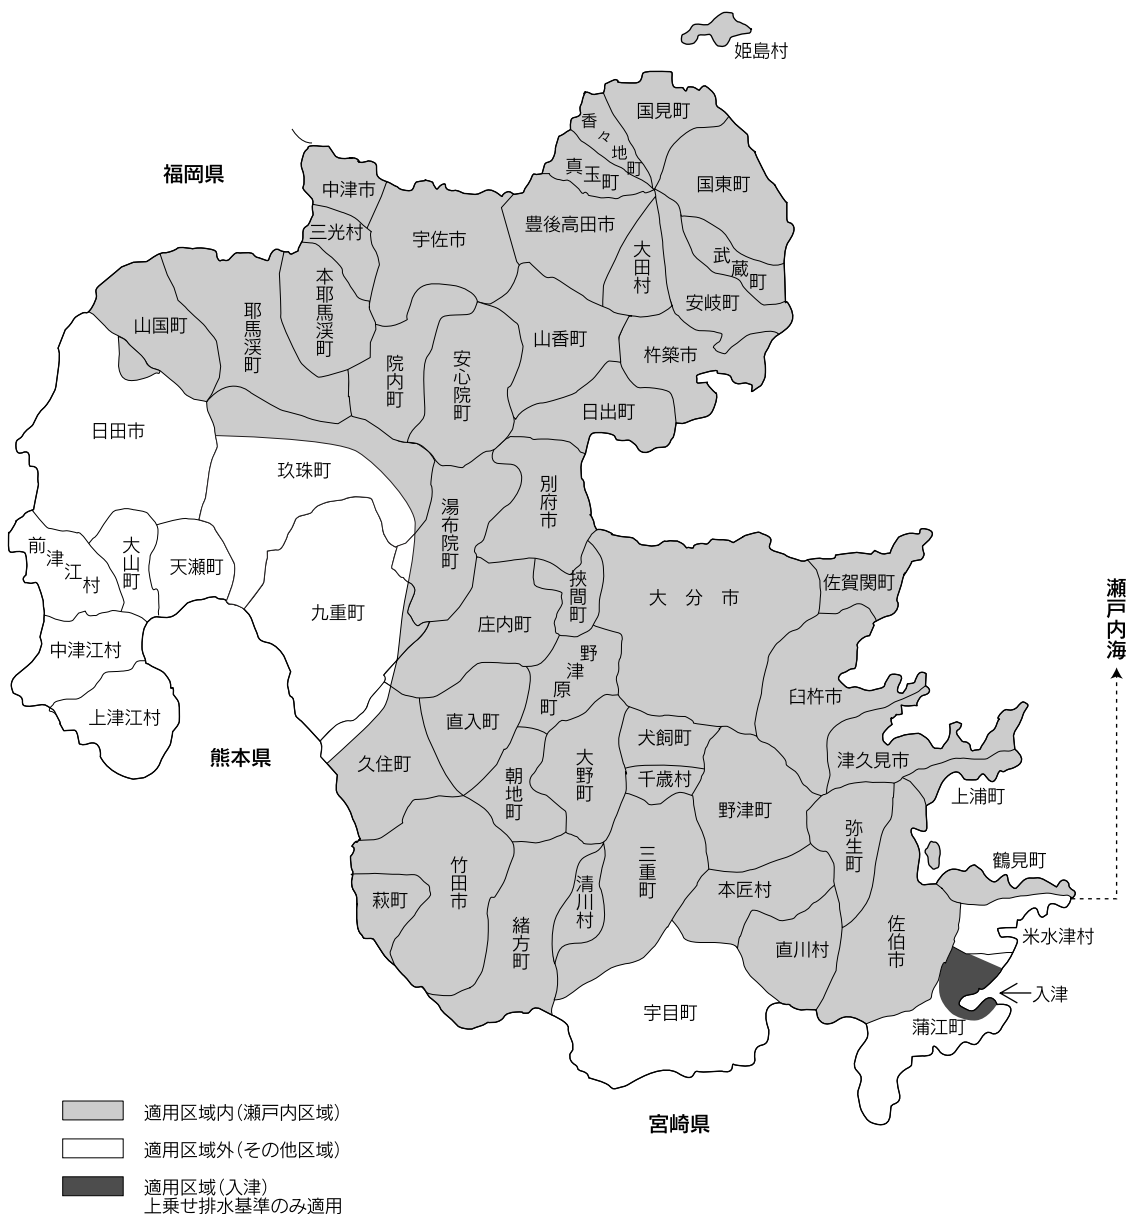 姫島村
国見町
香々地町
福岡県
真玉町
国東町
中津市
豊後高田市
三光村
宇佐市
大田村
武蔵町
本耶馬渓町
安岐町
山国町
耶馬渓町
山香町
杵築市
院内町
安心院町
日出町
日田市
玖珠町
別府市
湯布院町
前津江村
大山町
天瀬町
挾間町
佐賀関町
大分市
瀬戸内海
九重町
庄内町
中津江村
野津原町
臼杵市
上津江村
直入町
犬飼町
熊本県
久住町
大野町
津久見市
朝地町
千歳村
上浦町
野津町
弥生町
鶴見町
竹田市
三重町
清川村
本匠村
萩町
緒方町
佐伯市
米水津村
直川村
入津
宇目町
蒲江町
宮崎県
適用区域内(瀬戸内区域)
適用区域外(その他区域)
適用区域(入津)
上乗せ排水基準のみ適用